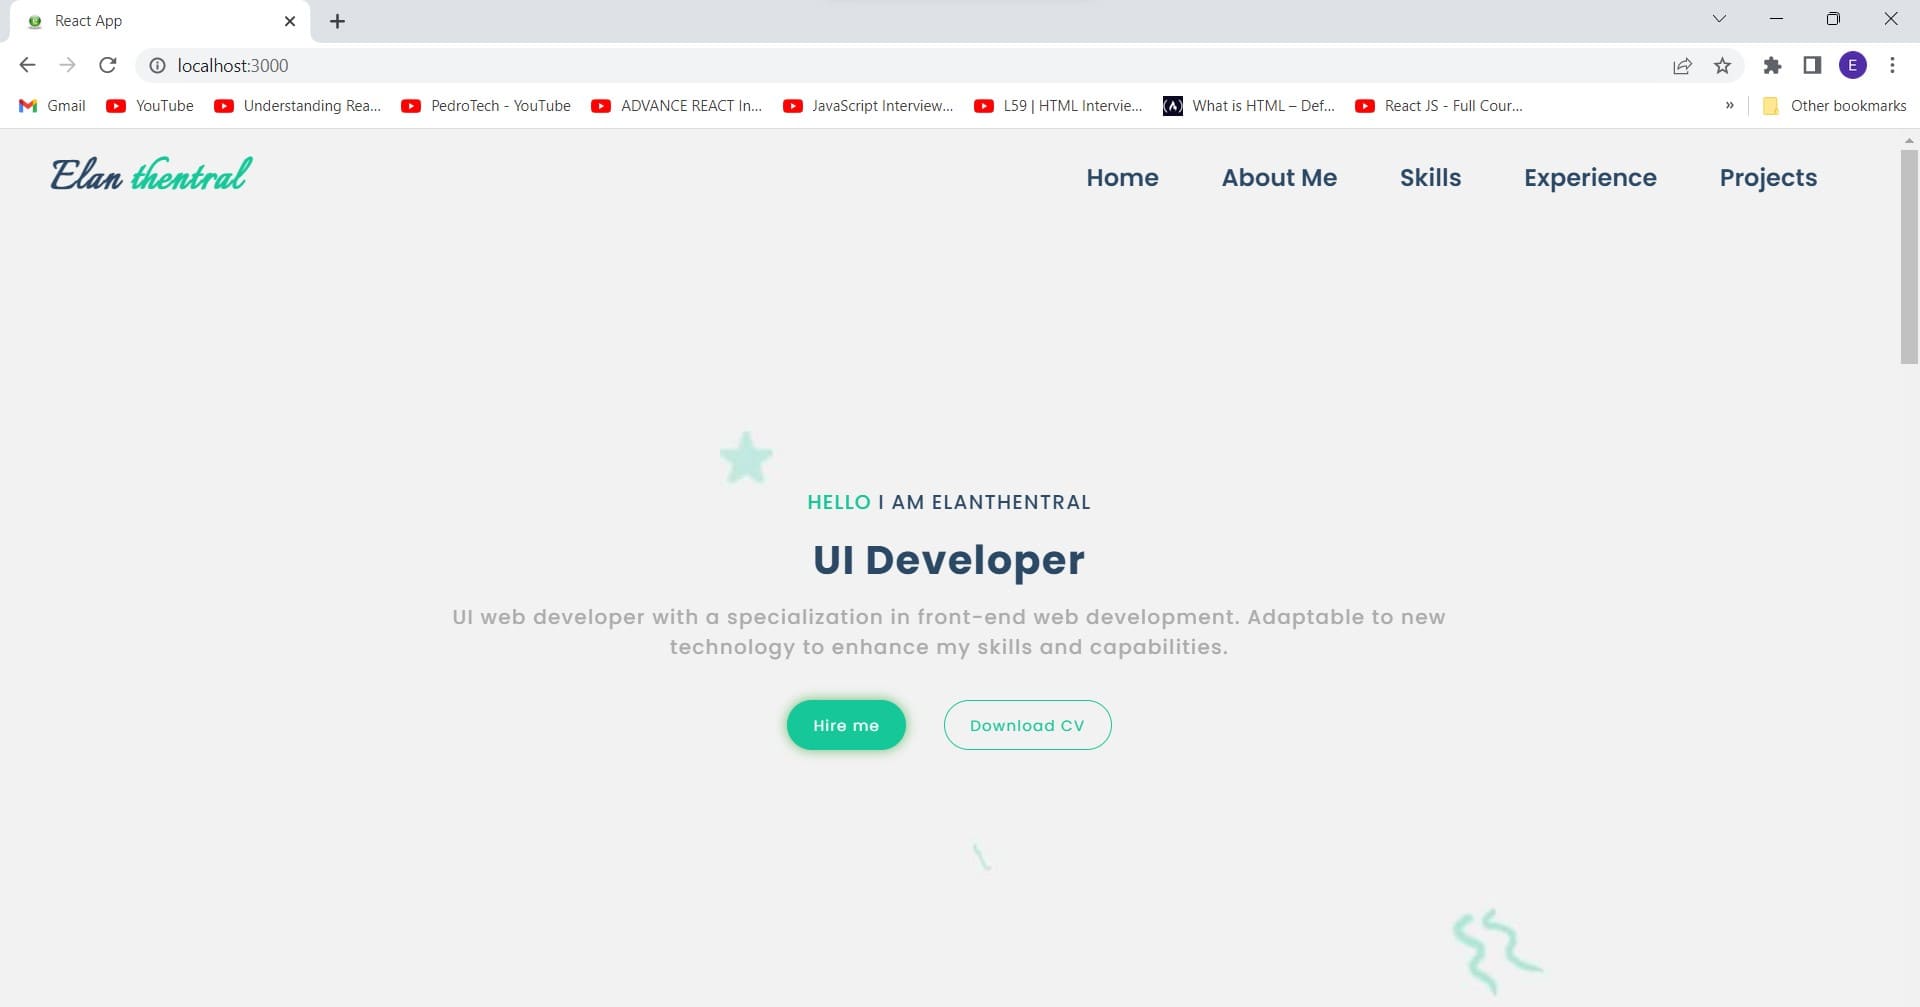 React App
localhost:3000
E
Gmail YouTube Understanding Rea... PedroTech - YouTube ADVANCE REACT In... JavaScript Interview... L59 | HTML Intervie... What is HTML – Def... React JS - Full Cour... » Other bookmarks
Elan thentral Home About Me Skills Experience Projects
HELLO I AM ELANTHENTRAL
UI Developer
UI web developer with a specialization in front-end web development. Adaptable to new
technology to enhance my skills and capabilities.
Hire me Download CV